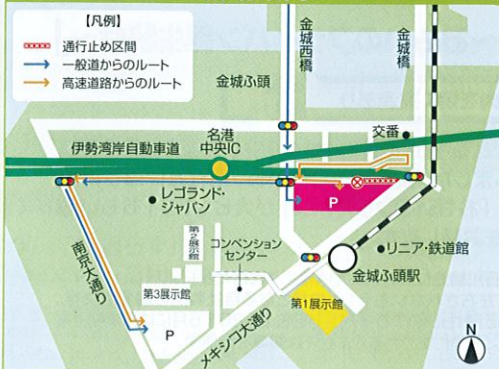 【凡例】
通行止め区間
一般道からのルート
高速道路からのルート
金城西橋
金城橋
金城ふ頭
交番
名港
中央IC
伊勢湾岸自動車道
レゴランド・
ジャパン
P
第2展示館
コンベンション
センター
リニア・鉄道館
金城ふ頭駅
南京大通り
第3展示館
第1展示館
P
メキシコ大通り
N